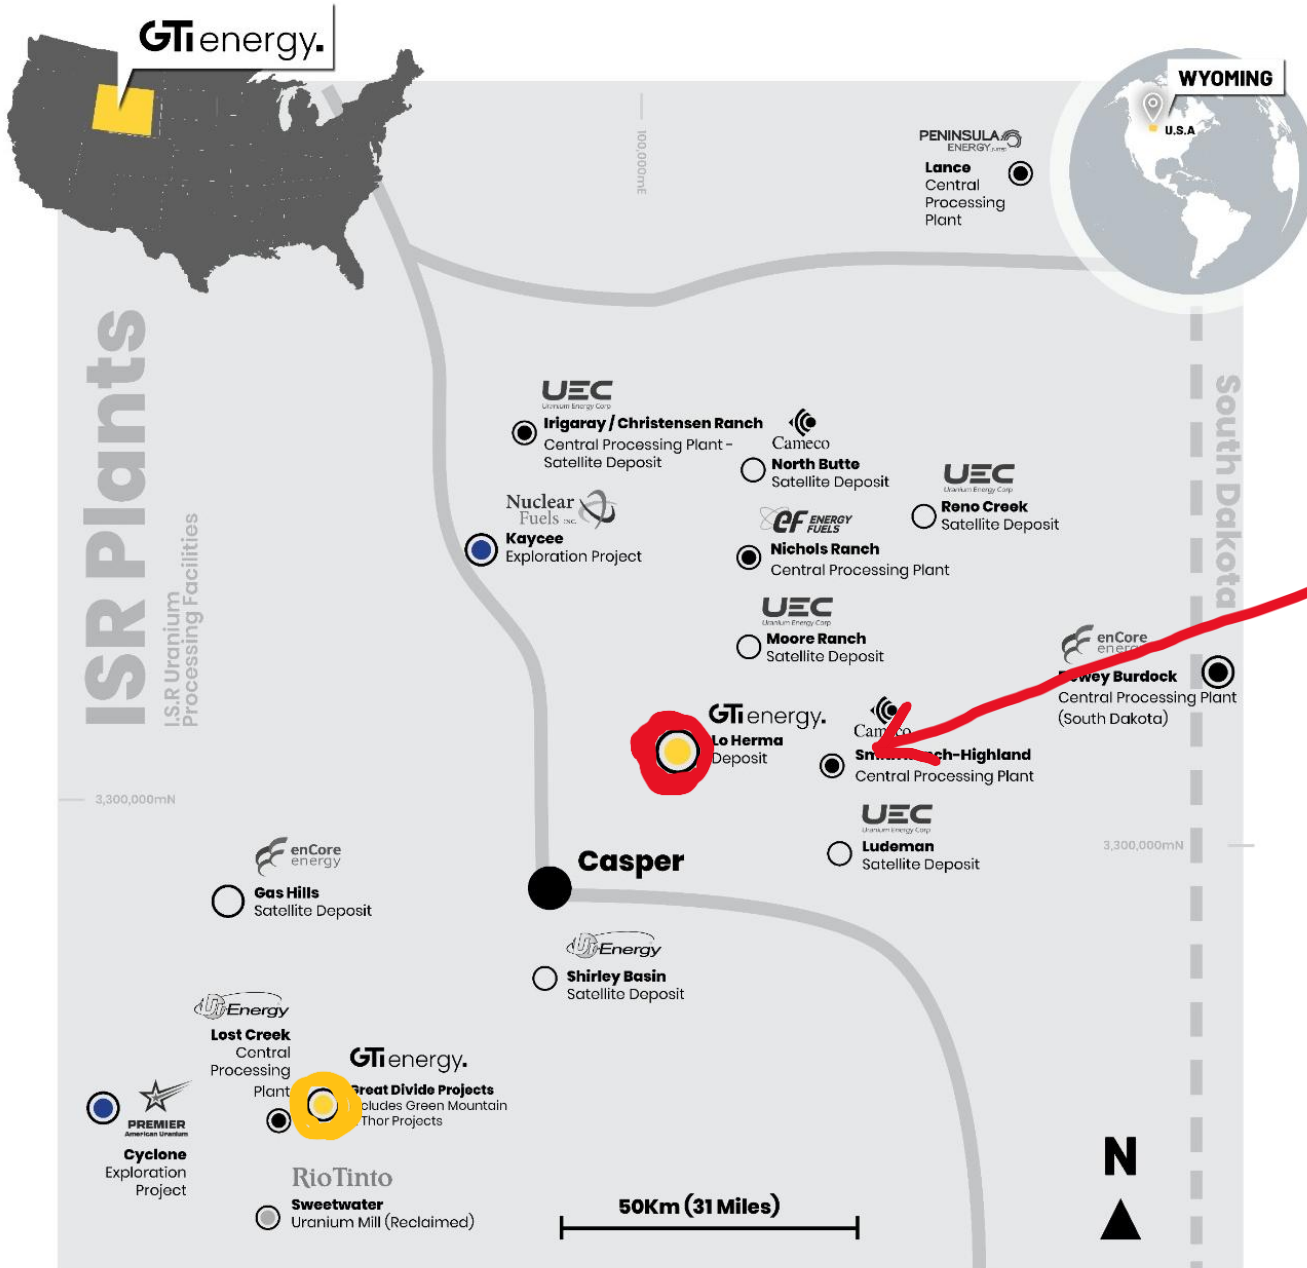 GTi energy.
WYOMING
U.S.A
100,000mE
PENINSULA
ENERGY
Lance
Central
Processing
Plant
ISR Plants
I.S.R Uranium
Processing Facilities
South Dakota
UEC
Uranium Energy Corp
Irigaray / Christensen Ranch
Central Processing Plant -
Satellite Deposit
Cameco
North Butte
Satellite Deposit
UEC
Uranium Energy Corp
Reno Creek
Satellite Deposit
Nuclear
Fuels INC.
Kaycee
Exploration Project
ef ENERGY
FUELS
Nichols Ranch
Central Processing Plant
UEC
Uranium Energy Corp
Moore Ranch
Satellite Deposit
enCore
energy
Burdock
Central Processing Plant
(South Dakota)
GTi energy.
Lo Herma
Deposit
-Highland
Central Processing Plant
3,300,000mN
UEC
Uranium Energy Corp
Ludeman
Satellite Deposit
3,300,000mN
enCore
energy
Gas Hills
Satellite Deposit
Casper
Ur Energy
Shirley Basin
Satellite Deposit
Ur Energy
Lost Creek
Central
Processing
Plant
GTi energy.
Great Divide Projects
Green Mountain
Thor Projects
PREMIER
American Uranium
Cyclone
Exploration
Project
RioTinto
Sweetwater
Uranium Mill (Reclaimed)
50Km (31 Miles)
N